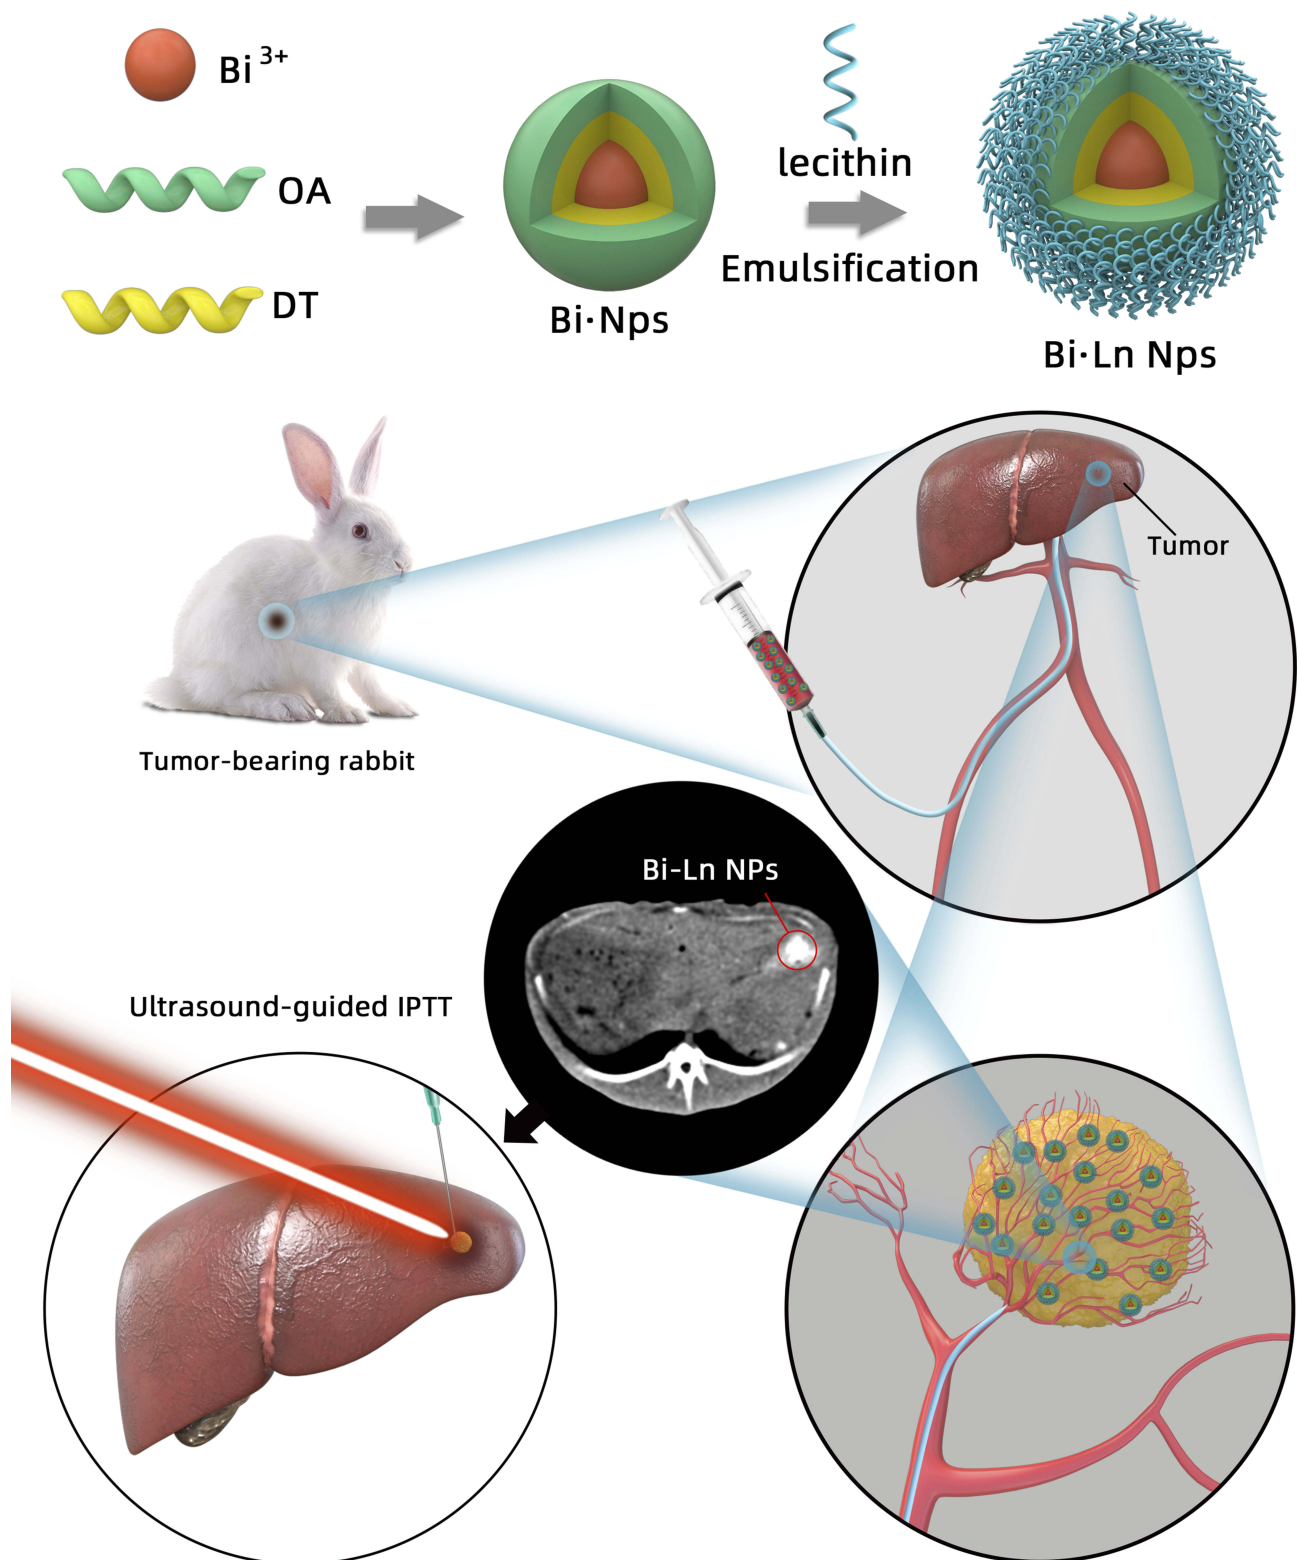 Bi 3+
OA
DT
Bi·Nps
lecithin
Emulsification
Bi·Ln Nps
Tumor
Tumor-bearing rabbit
Bi-Ln NPs
Ultrasound-guided IPTT